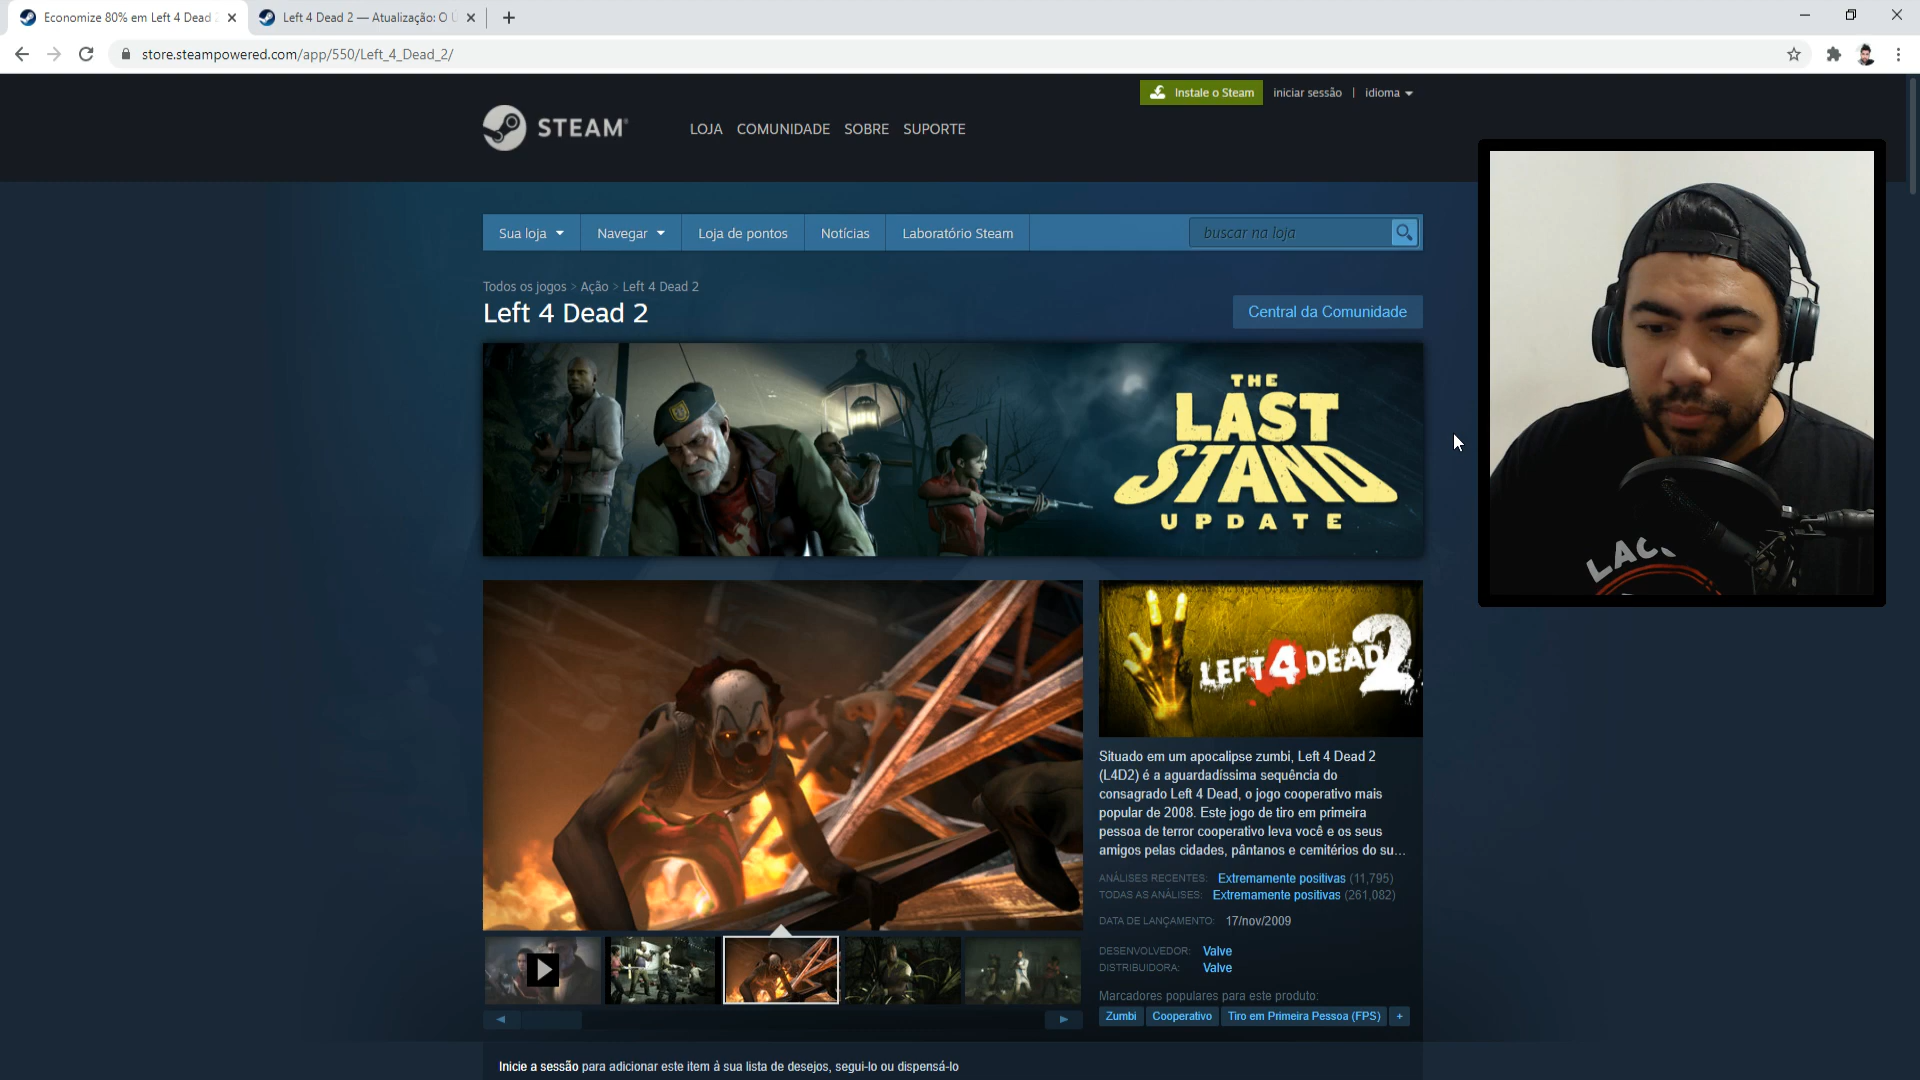 Economize 80% em Left 4 Dead 2
Left 4 Dead 2 — Atualização: O Ú
store.steampowered.com/app/550/Left_4_Dead_2/
Instale o Steam
iniciar sessão | idioma
STEAM
LOJA COMUNIDADE SOBRE SUPORTE
Sua loja Navegar Loja de pontos Notícias Laboratório Steam buscar na loja
Todos os jogos > Ação > Left 4 Dead 2
Left 4 Dead 2
Central da Comunidade
THE
LAST
STAND
UPDATE
LEFT 4 DEAD 2
Situado em um apocalipse zumbi, Left 4 Dead 2
(L4D2) é a aguardadíssima sequência do
consagrado Left 4 Dead, o jogo cooperativo mais
popular de 2008. Este jogo de tiro em primeira
pessoa de terror cooperativo leva você e os seus
amigos pelas cidades, pântanos e cemitérios do su...
ANÁLISES RECENTES: Extremamente positivas (11,795)
TODAS AS ANÁLISES: Extremamente positivas (261,082)
DATA DE LANÇAMENTO: 17/nov/2009
DESENVOLVEDOR: Valve
DISTRIBUIDORA: Valve
Marcadores populares para este produto:
Zumbi Cooperativo Tiro em Primeira Pessoa (FPS) +
Inicie a sessão para adicionar este item à sua lista de desejos, segui-lo ou dispensá-lo